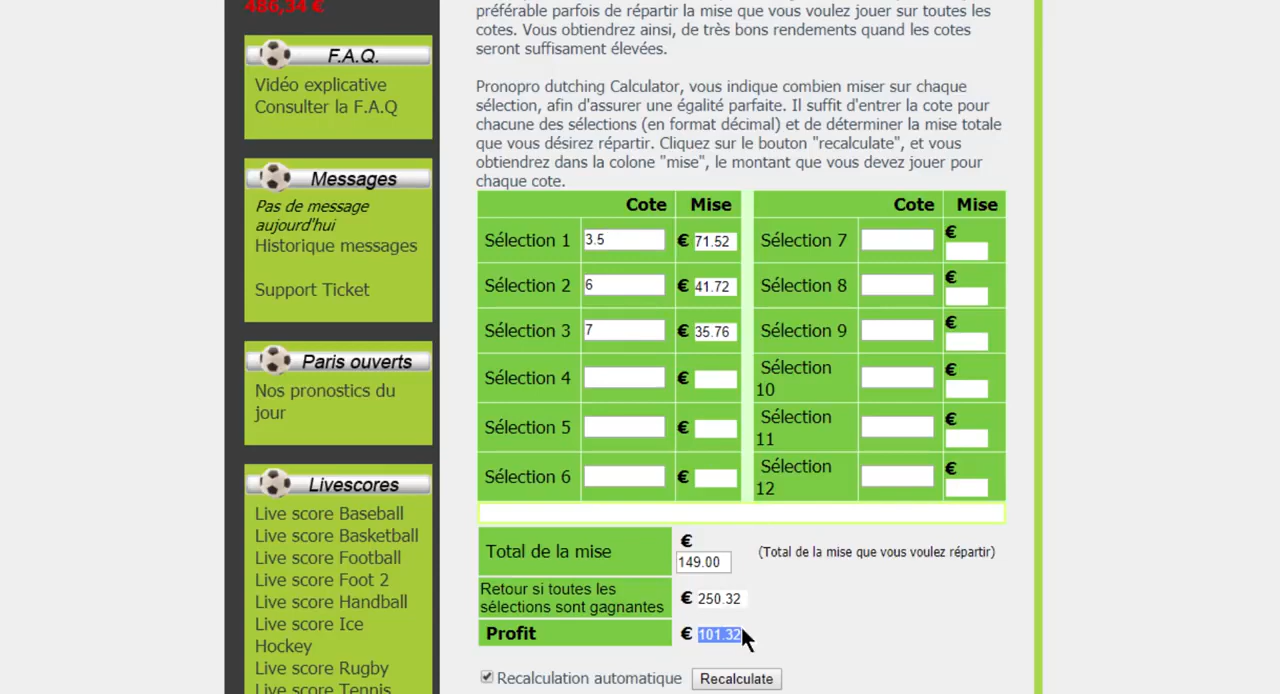 486,34 €
F.A.Q.
Vidéo explicative
Consulter la F.A.Q
Messages
Pas de message
aujourd'hui
Historique messages
Support Ticket
Paris ouverts
Nos pronostics du
jour
Livescores
Live score Baseball
Live score Basketball
Live score Football
Live score Foot 2
Live score Handball
Live score Ice
Hockey
Live score Rugby
Live score Tennis
préférable parfois de répartir la mise que vous voulez jouer sur toutes les
cotes. Vous obtiendrez ainsi, de très bons rendements quand les cotes
seront suffisament élevées.
Pronopro dutching Calculator, vous indique combien miser sur chaque
sélection, afin d'assurer une égalité parfaite. Il suffit d'entrer la cote pour
chacune des sélections (en format décimal) et de déterminer la mise totale
que vous désirez répartir. Cliquez sur le bouton "recalculate", et vous
obtiendrez dans la colone "mise", le montant que vous devez jouer pour
chaque cote.
Cote Mise Cote Mise
Sélection 1 3.5 € 71.52 Sélection 7 €
Sélection 2 6 € 41.72 Sélection 8 €
Sélection 3 7 € 35.76 Sélection 9 €
Sélection 4 € Sélection 10 €
Sélection 5 € Sélection 11 €
Sélection 6 € Sélection 12 €
Total de la mise € 149.00 (Total de la mise que vous voulez répartir)
Retour si toutes les
sélections sont gagnantes € 250.32
Profit € 101.32
Recalculation automatique Recalculate